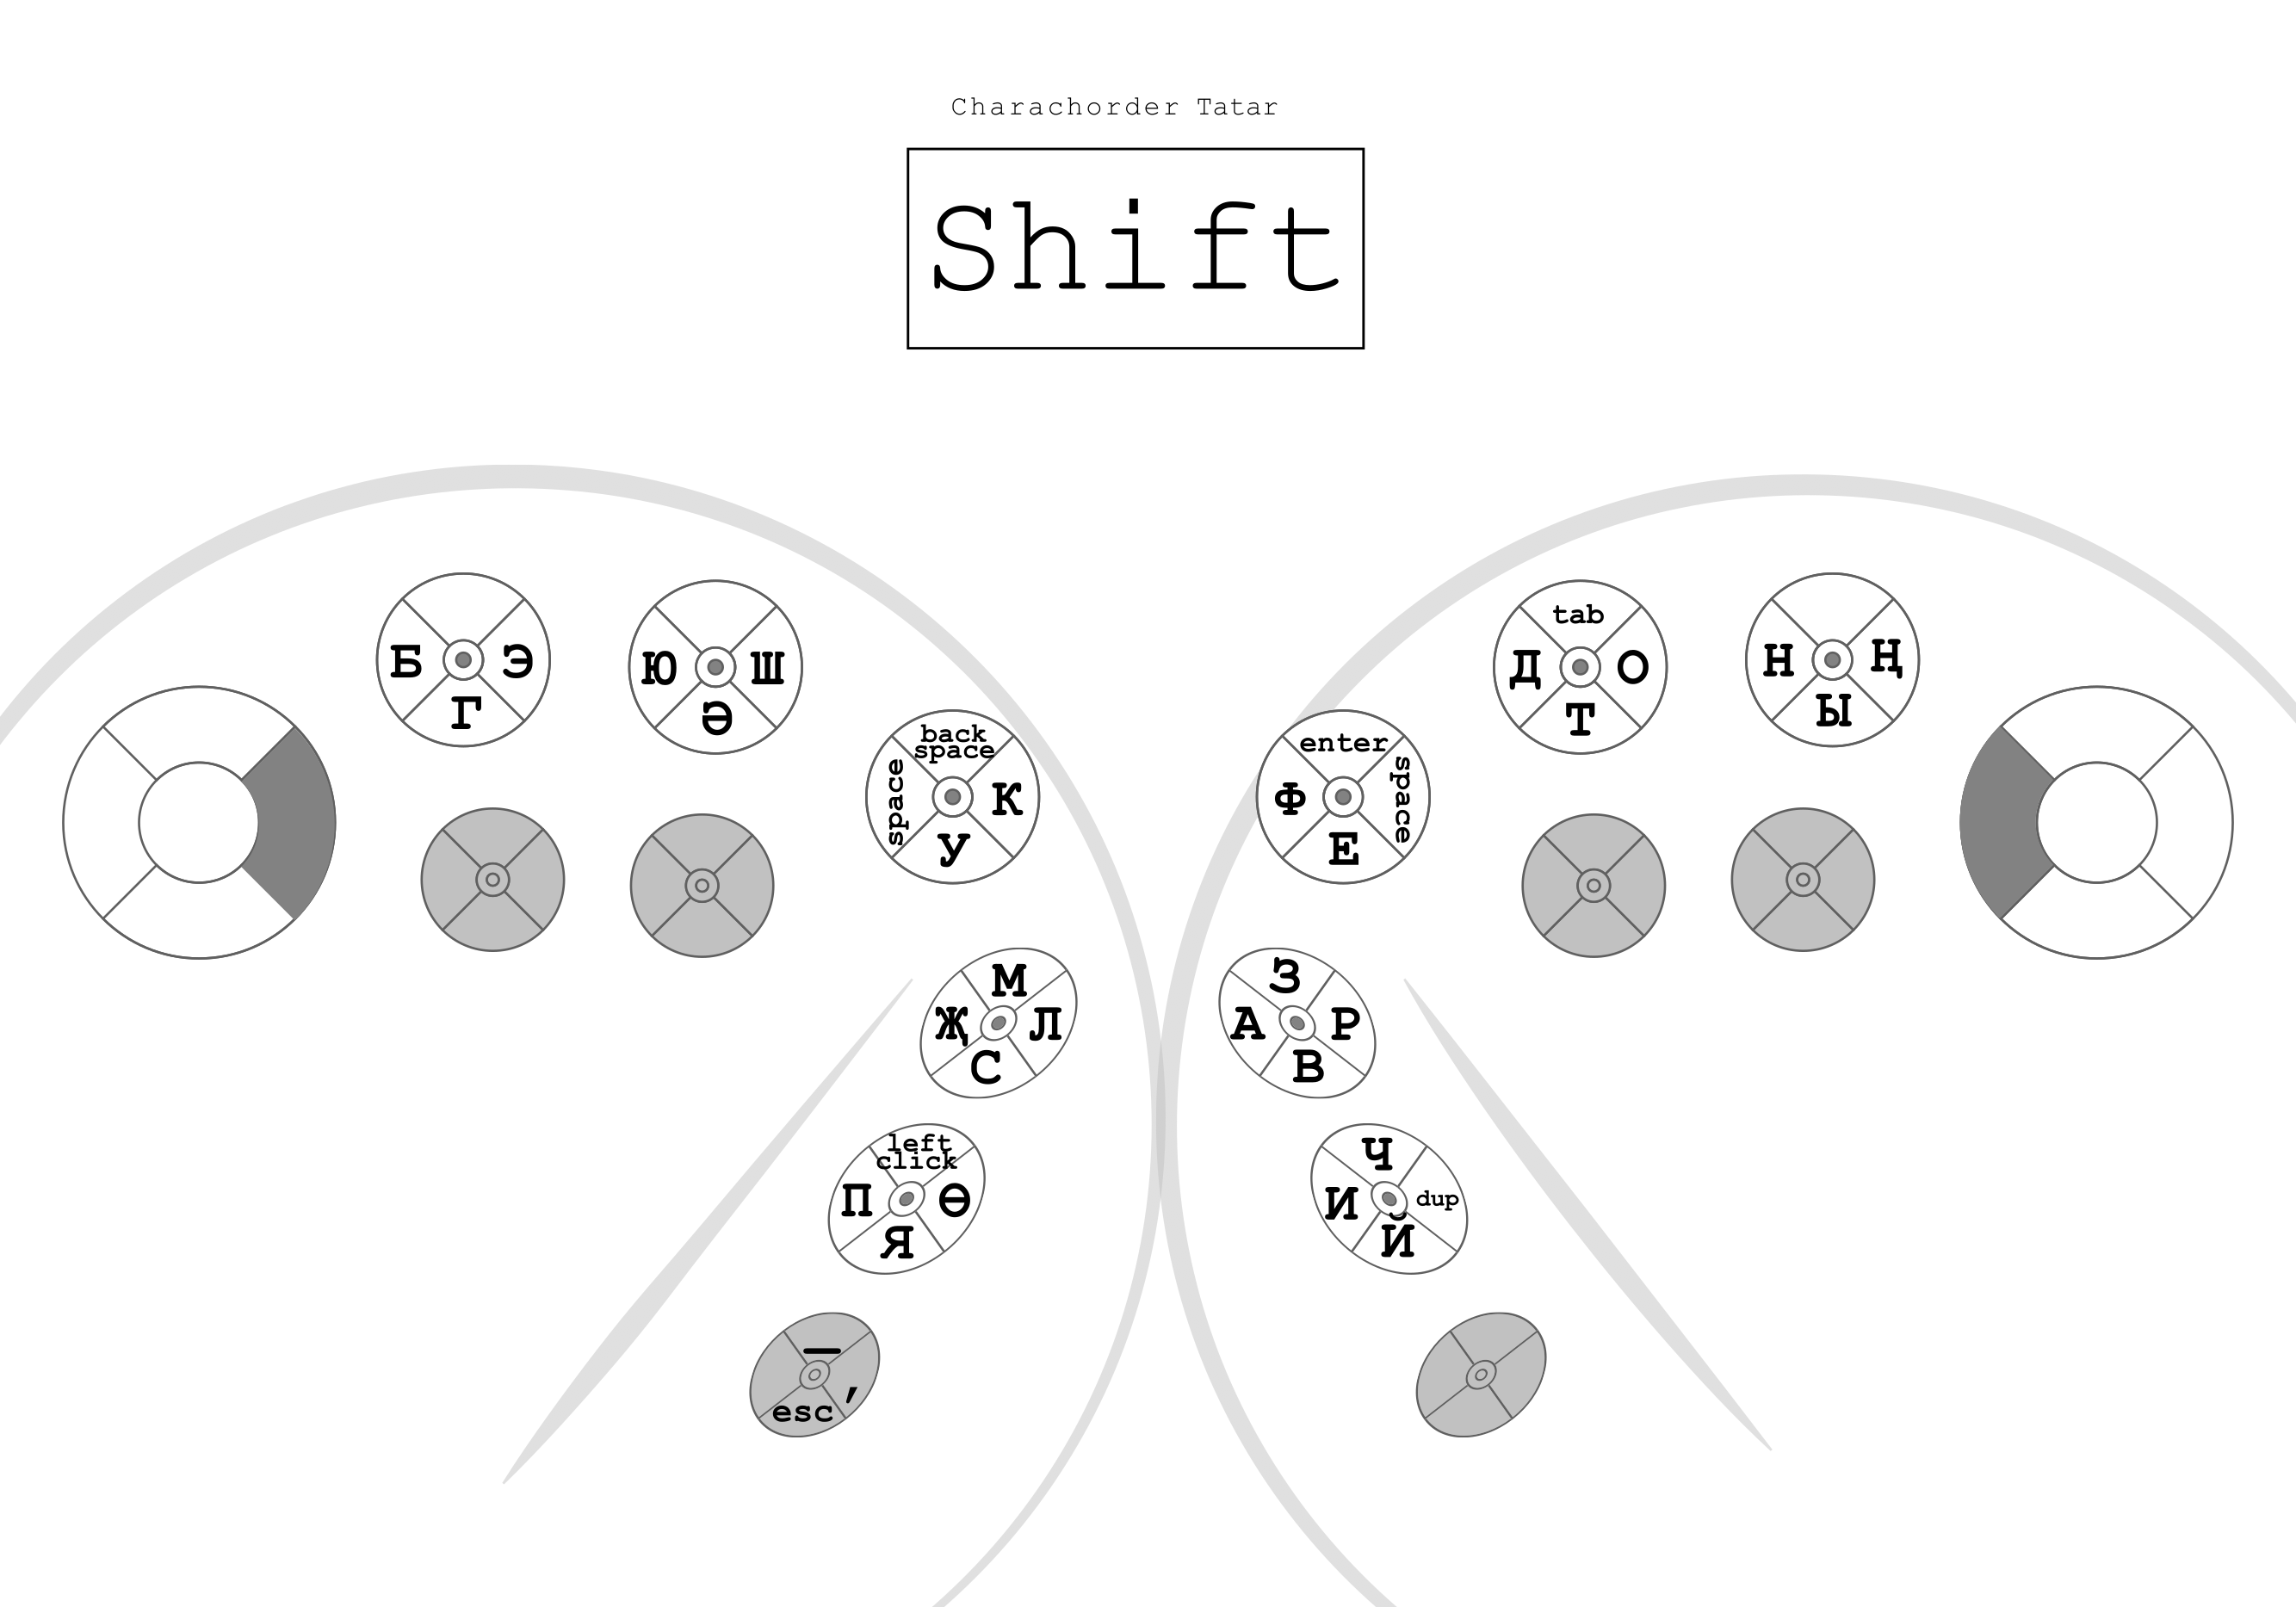 Charachorder Tatar
Shift
Б Э Г
Ю Ш Ә
back
space
space К
У
enter
Ф space
Е
tab
Д О
Т
Н Ң
Ы
М
Җ Л
С
З
А Р
В
left
click
П Ө
Я
Ч
И dup
Й
_
esc ,